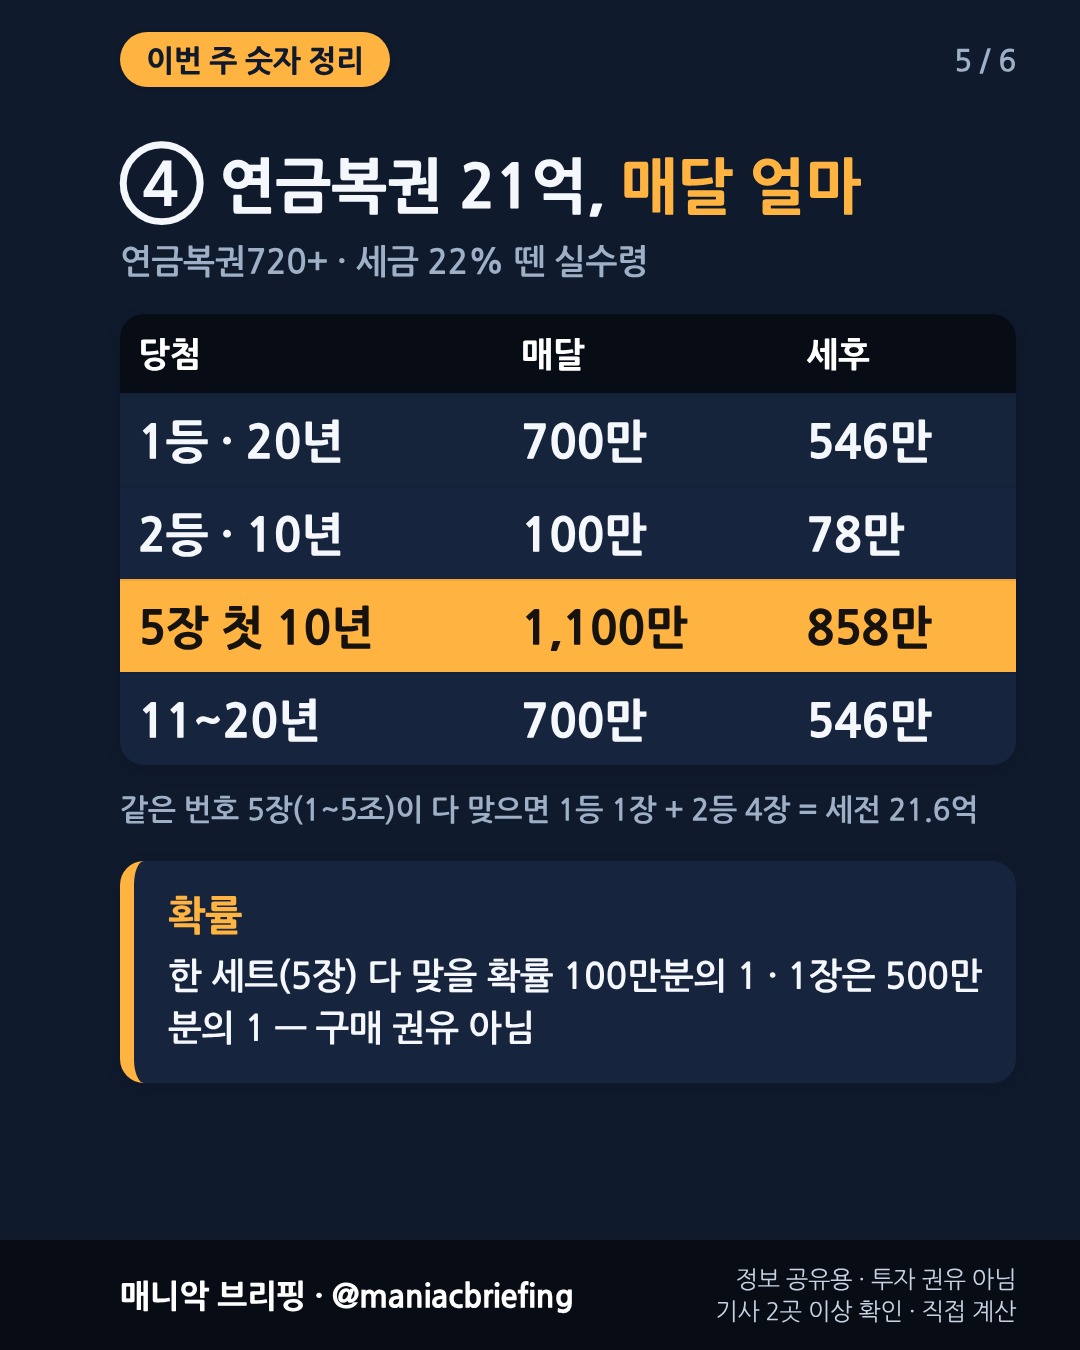 이번 주 숫자 정리
5 / 6
④ 연금복권 21억, 매달 얼마
연금복권720+ · 세금 22% 뗀 실수령
당첨 매달 세후
1등 · 20년 700만 546만
2등 · 10년 100만 78만
5장 첫 10년 1,100만 858만
11~20년 700만 546만
같은 번호 5장(1~5조)이 다 맞으면 1등 1장 + 2등 4장 = 세전 21.6억
확률
한 세트(5장) 다 맞을 확률 100만분의 1 · 1장은 500만
분의 1 — 구매 권유 아님
매니악 브리핑 · @maniacbriefing
정보 공유용 · 투자 권유 아님
기사 2곳 이상 확인 · 직접 계산